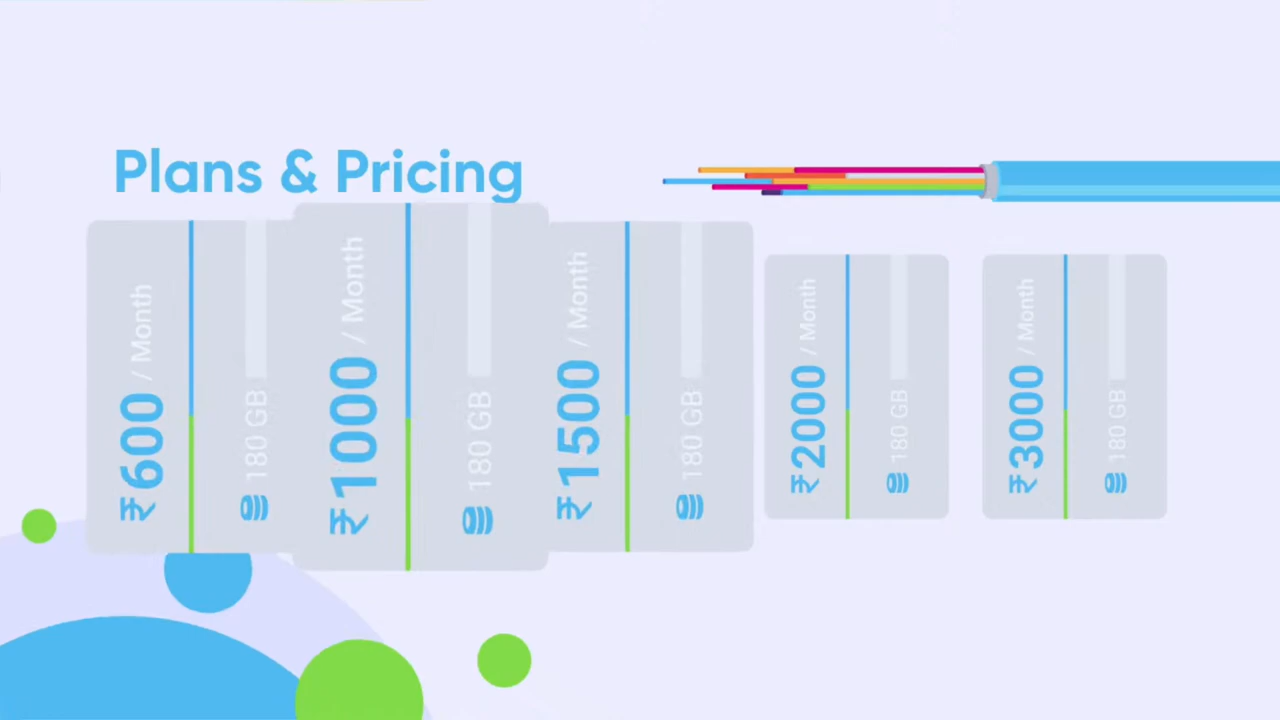 Plans & Pricing
₹600 / Month
180 GB
₹1000 / Month
180 GB
₹1500 / Month
180 GB
₹2000 / Month
180 GB
₹3000 / Month
180 GB